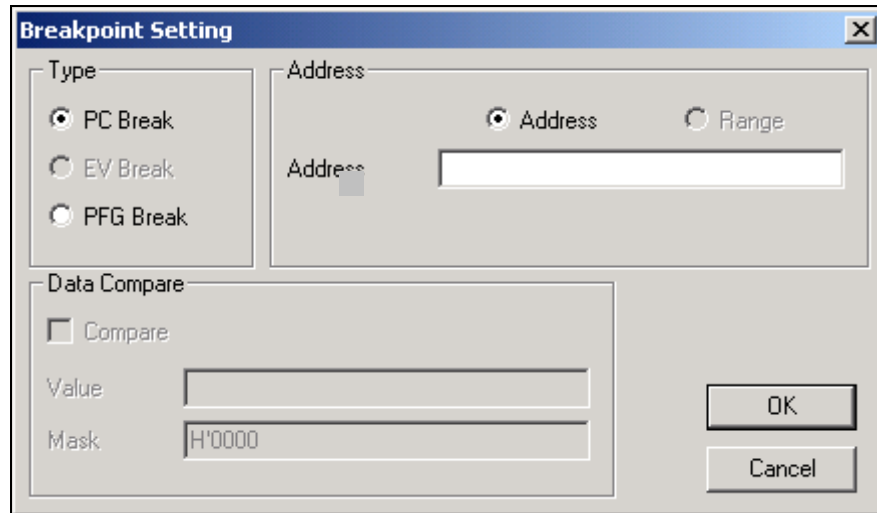 Breakpoint Setting
Type
PC Break
EV Break
PFG Break
Address
Address Range
Address
Data Compare
Compare
Value
Mask H'0000
OK
Cancel